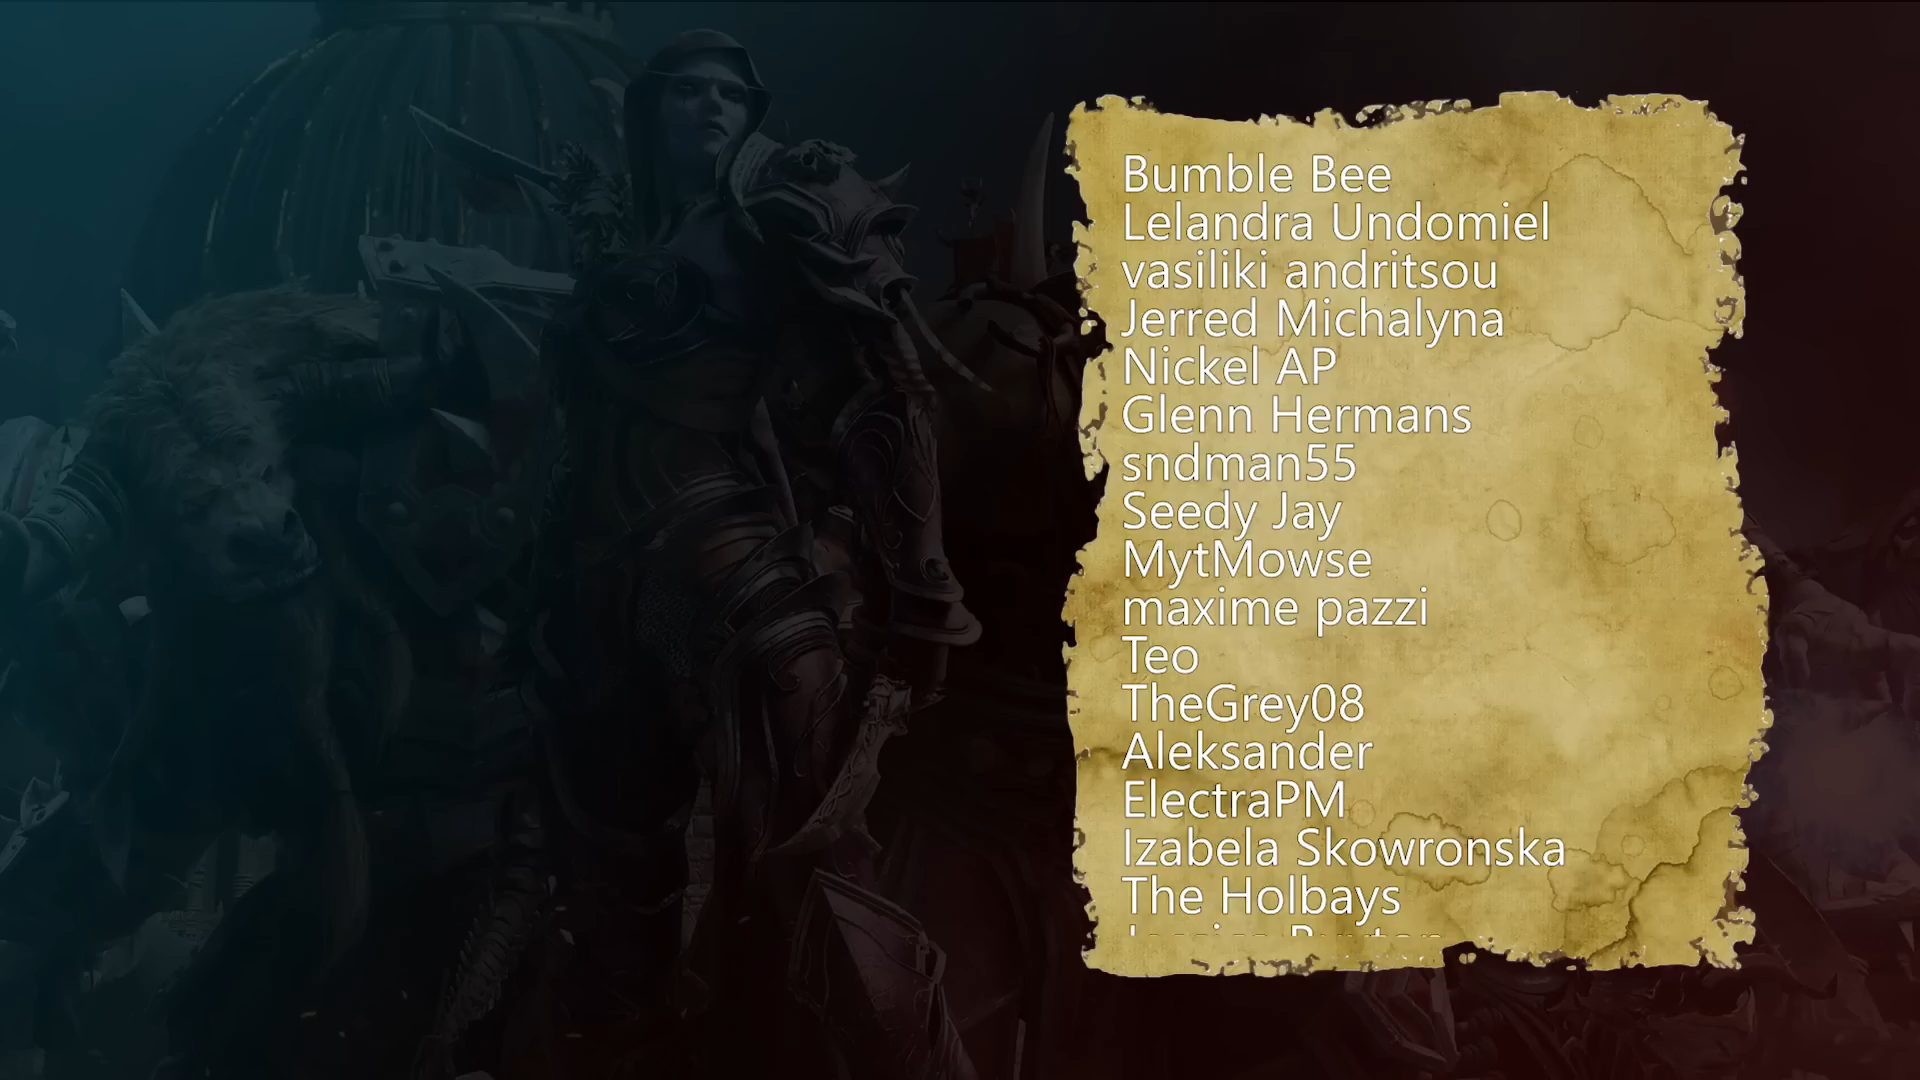 Bumble Bee
Lelandra Undomiel
vasiliki andritsou
Jerred Michalyna
Nickel AP
Glenn Hermans
sndman55
Seedy Jay
MytMowse
maxime pazzi
Teo
TheGrey08
Aleksander
ElectraPM
Izabela Skowronska
The Holbays